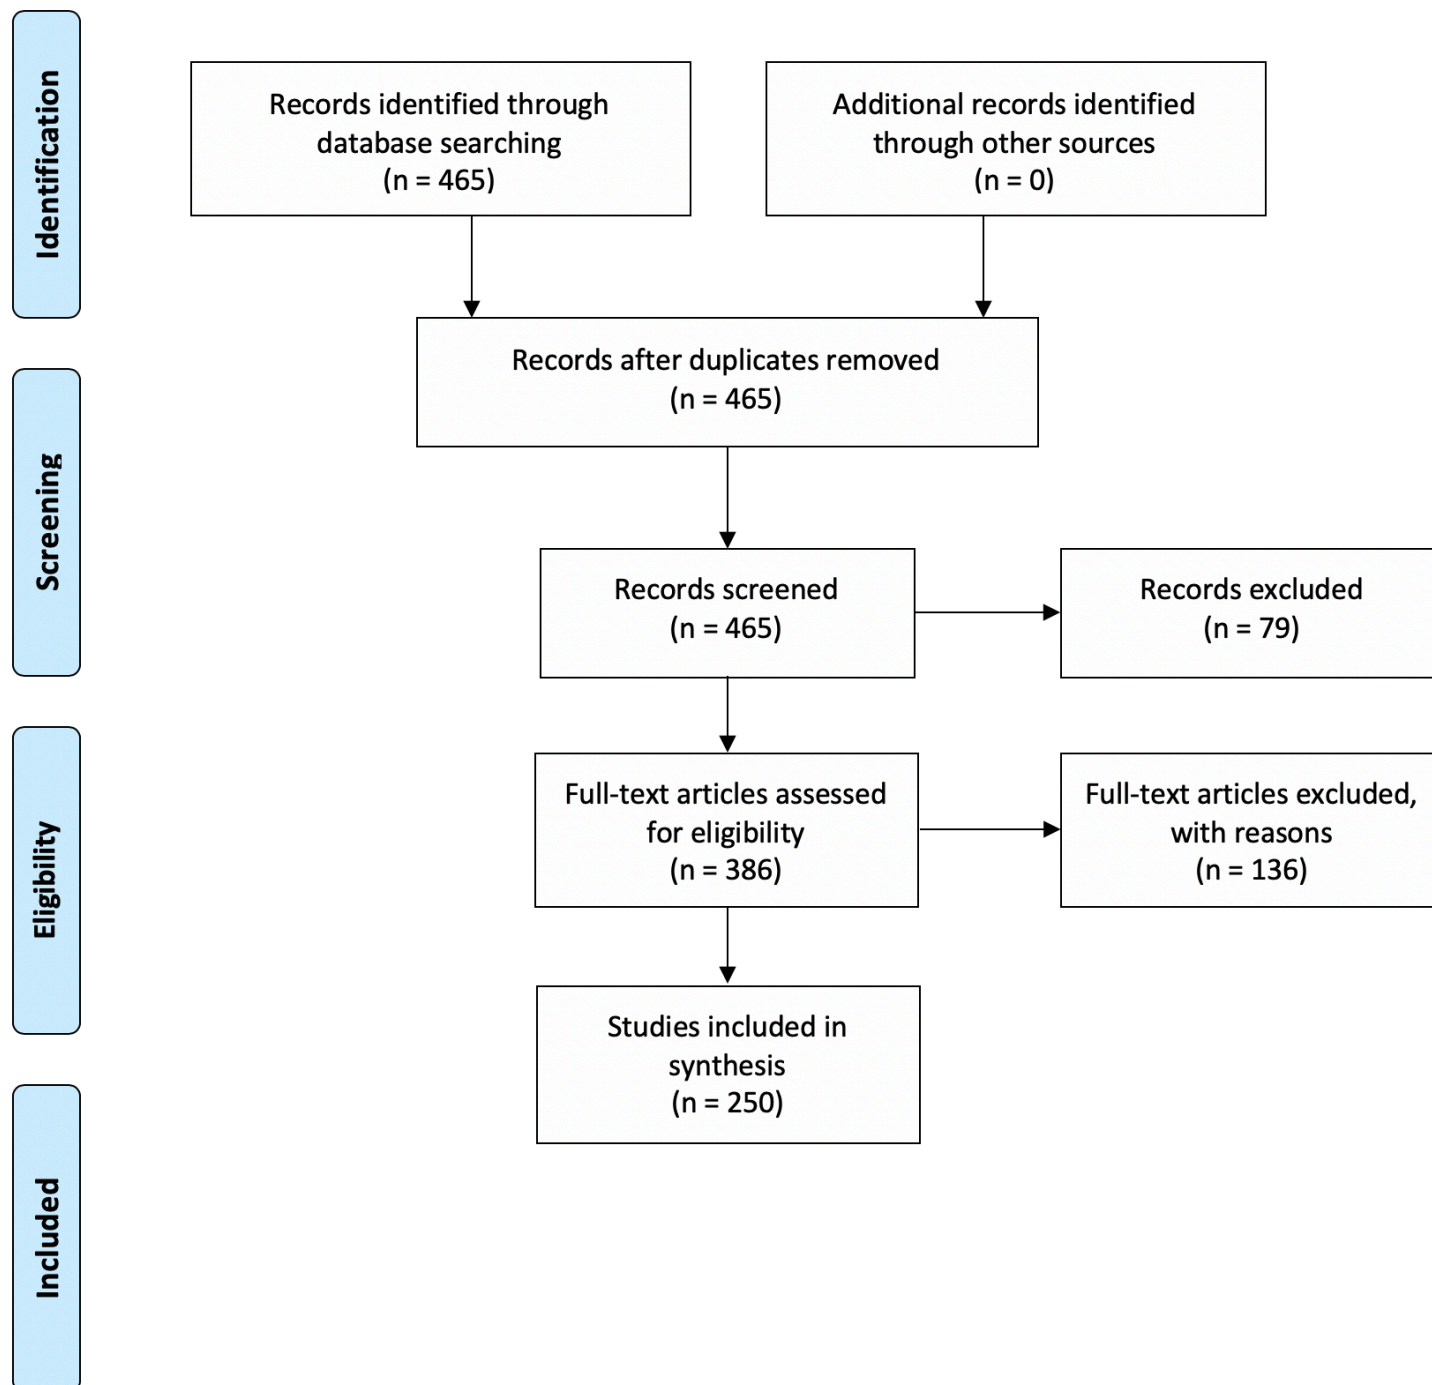 Identification
Records identified through
database searching
(n = 465)
Additional records identified
through other sources
(n = 0)
Records after duplicates removed
(n = 465)
Screening
Records screened
(n = 465)
Records excluded
(n = 79)
Eligibility
Full-text articles assessed
for eligibility
(n = 386)
Full-text articles excluded,
with reasons
(n = 136)
Studies included in
synthesis
(n = 250)
Included